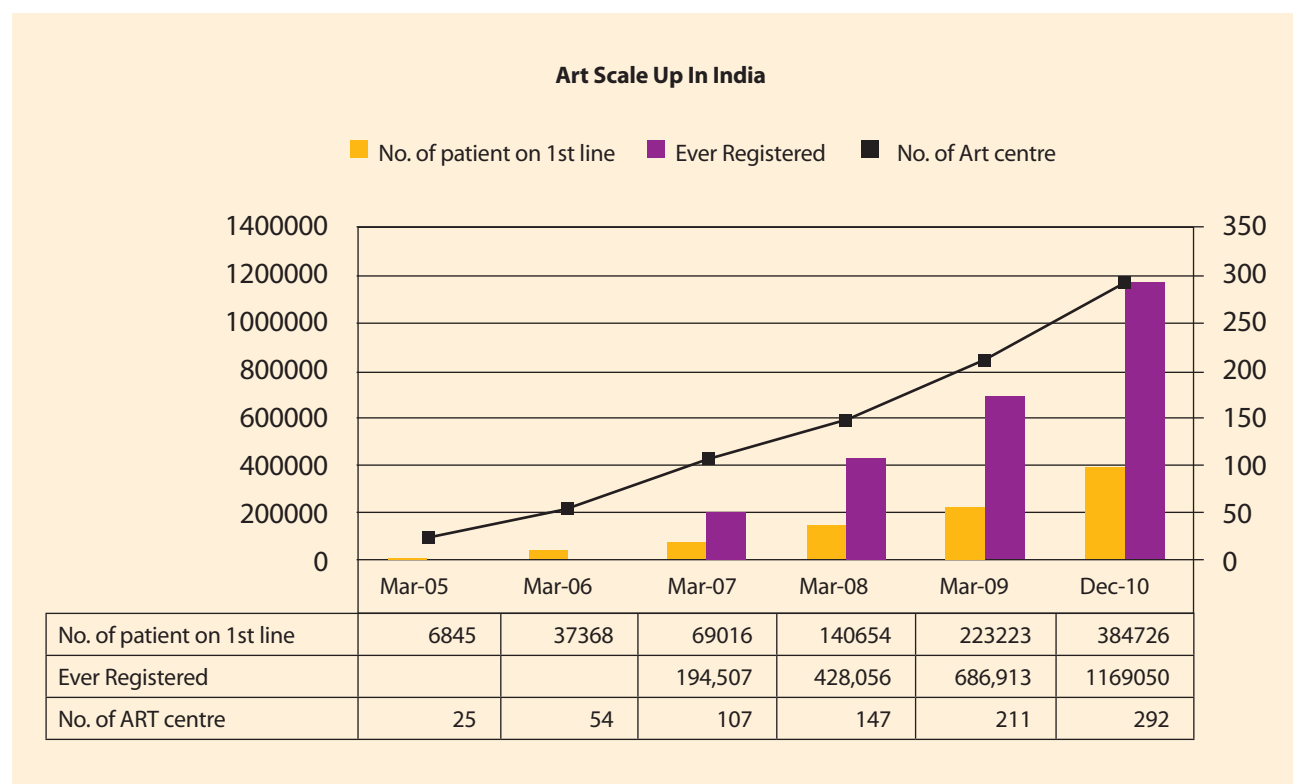 Art Scale Up In India
No. of patient on 1st line Ever Registered No. of Art centre
1400000 350
1200000 300
1000000 250
800000 200
600000 150
400000 100
200000 50
0 0
Mar-05 Mar-06 Mar-07 Mar-08 Mar-09 Dec-10
No. of patient on 1st line 6845 37368 69016 140654 223223 384726
Ever Registered 194,507 428,056 686,913 1169050
No. of ART centre 25 54 107 147 211 292